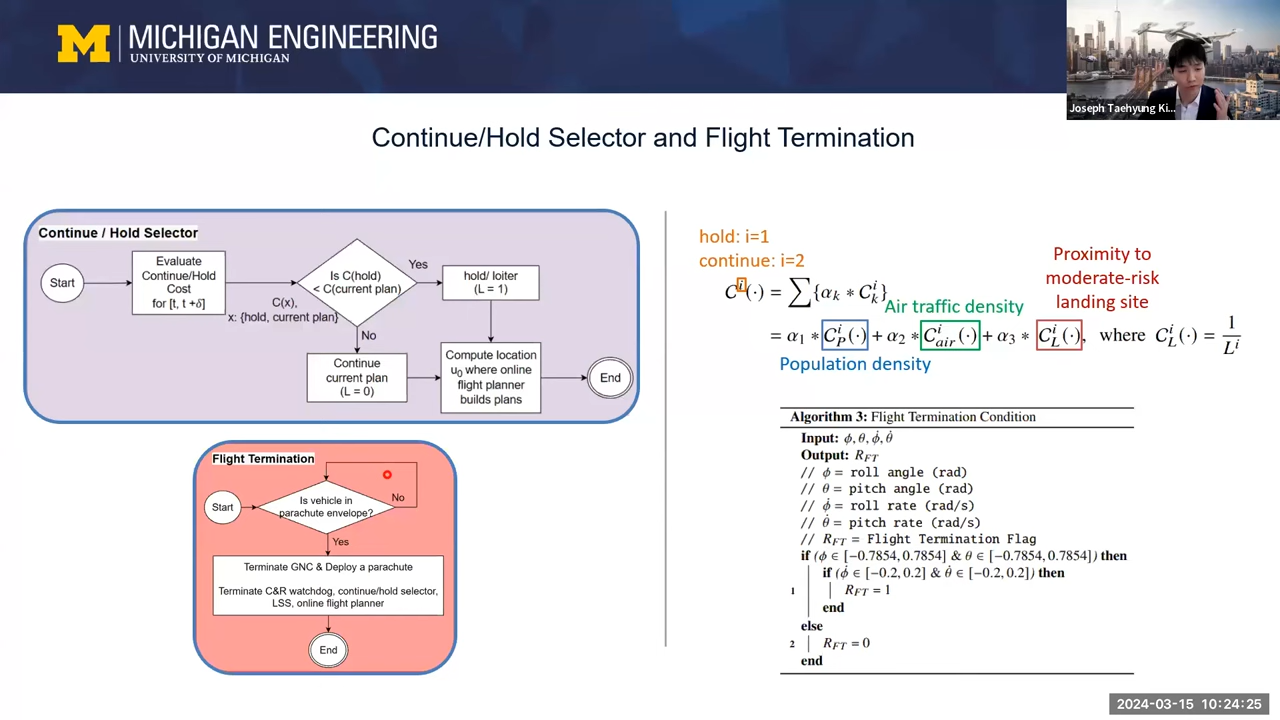 M
MICHIGAN ENGINEERING
UNIVERSITY OF MICHIGAN
Joseph Taehyung Ki...
Continue/Hold Selector and Flight Termination
Continue / Hold Selector
Start
Evaluate
Continue/Hold
Cost
for [t, t +δ]
C(x),
x: {hold, current plan}
Is C(hold)
< C(current plan)
Yes
No
hold/ loiter
(L = 1)
Continue
current plan
(L = 0)
Compute location
u₀ where online
flight planner
builds plans
End
Flight Termination
Start
Is vehicle in
parachute envelope?
No
Yes
Terminate GNC & Deploy a parachute
Terminate C&R watchdog, continue/hold selector,
LSS, online flight planner
End
hold: i=1
continue: i=2
Proximity to
moderate-risk
landing site
Cⁱ(·) = ∑{αₖ * Cₖⁱ}
Air traffic density
= α₁ * C_Pⁱ(·) + α₂ * C_airⁱ(·) + α₃ * C_Lⁱ(·), where C_Lⁱ(·) = 1/Lⁱ
Population density
Algorithm 3: Flight Termination Condition
Input: ϕ, θ, ϕ̇, θ̇
Output: R_FT
// ϕ = roll angle (rad)
// θ = pitch angle (rad)
// ϕ̇ = roll rate (rad/s)
// θ̇ = pitch rate (rad/s)
// R_FT = Flight Termination Flag
if (ϕ ∈ [-0.7854, 0.7854] & θ ∈ [-0.7854, 0.7854]) then
if (ϕ̇ ∈ [-0.2, 0.2] & θ̇ ∈ [-0.2, 0.2]) then
1 R_FT = 1
end
else
2 R_FT = 0
end
2024-03-15 10:24:25